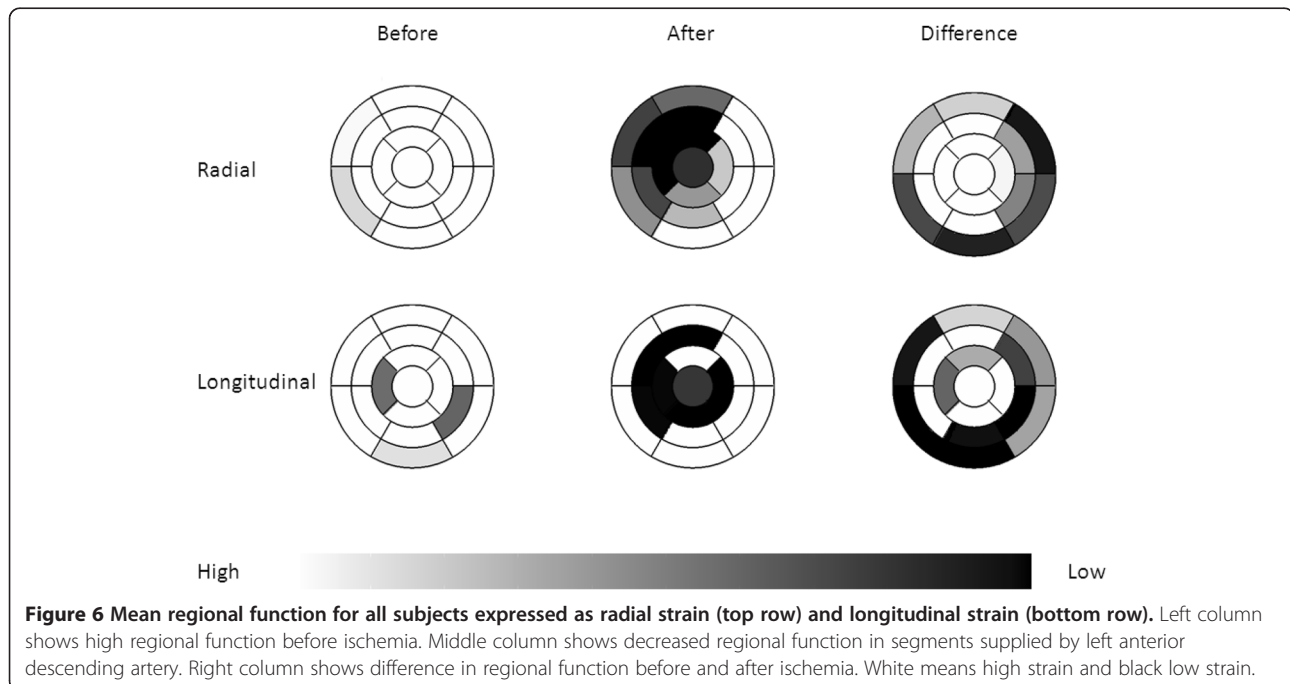 Before After Difference
Radial
Longitudinal
High Low
Figure 6 Mean regional function for all subjects expressed as radial strain (top row) and longitudinal strain (bottom row). Left column
shows high regional function before ischemia. Middle column shows decreased regional function in segments supplied by left anterior
descending artery. Right column shows difference in regional function before and after ischemia. White means high strain and black low strain.